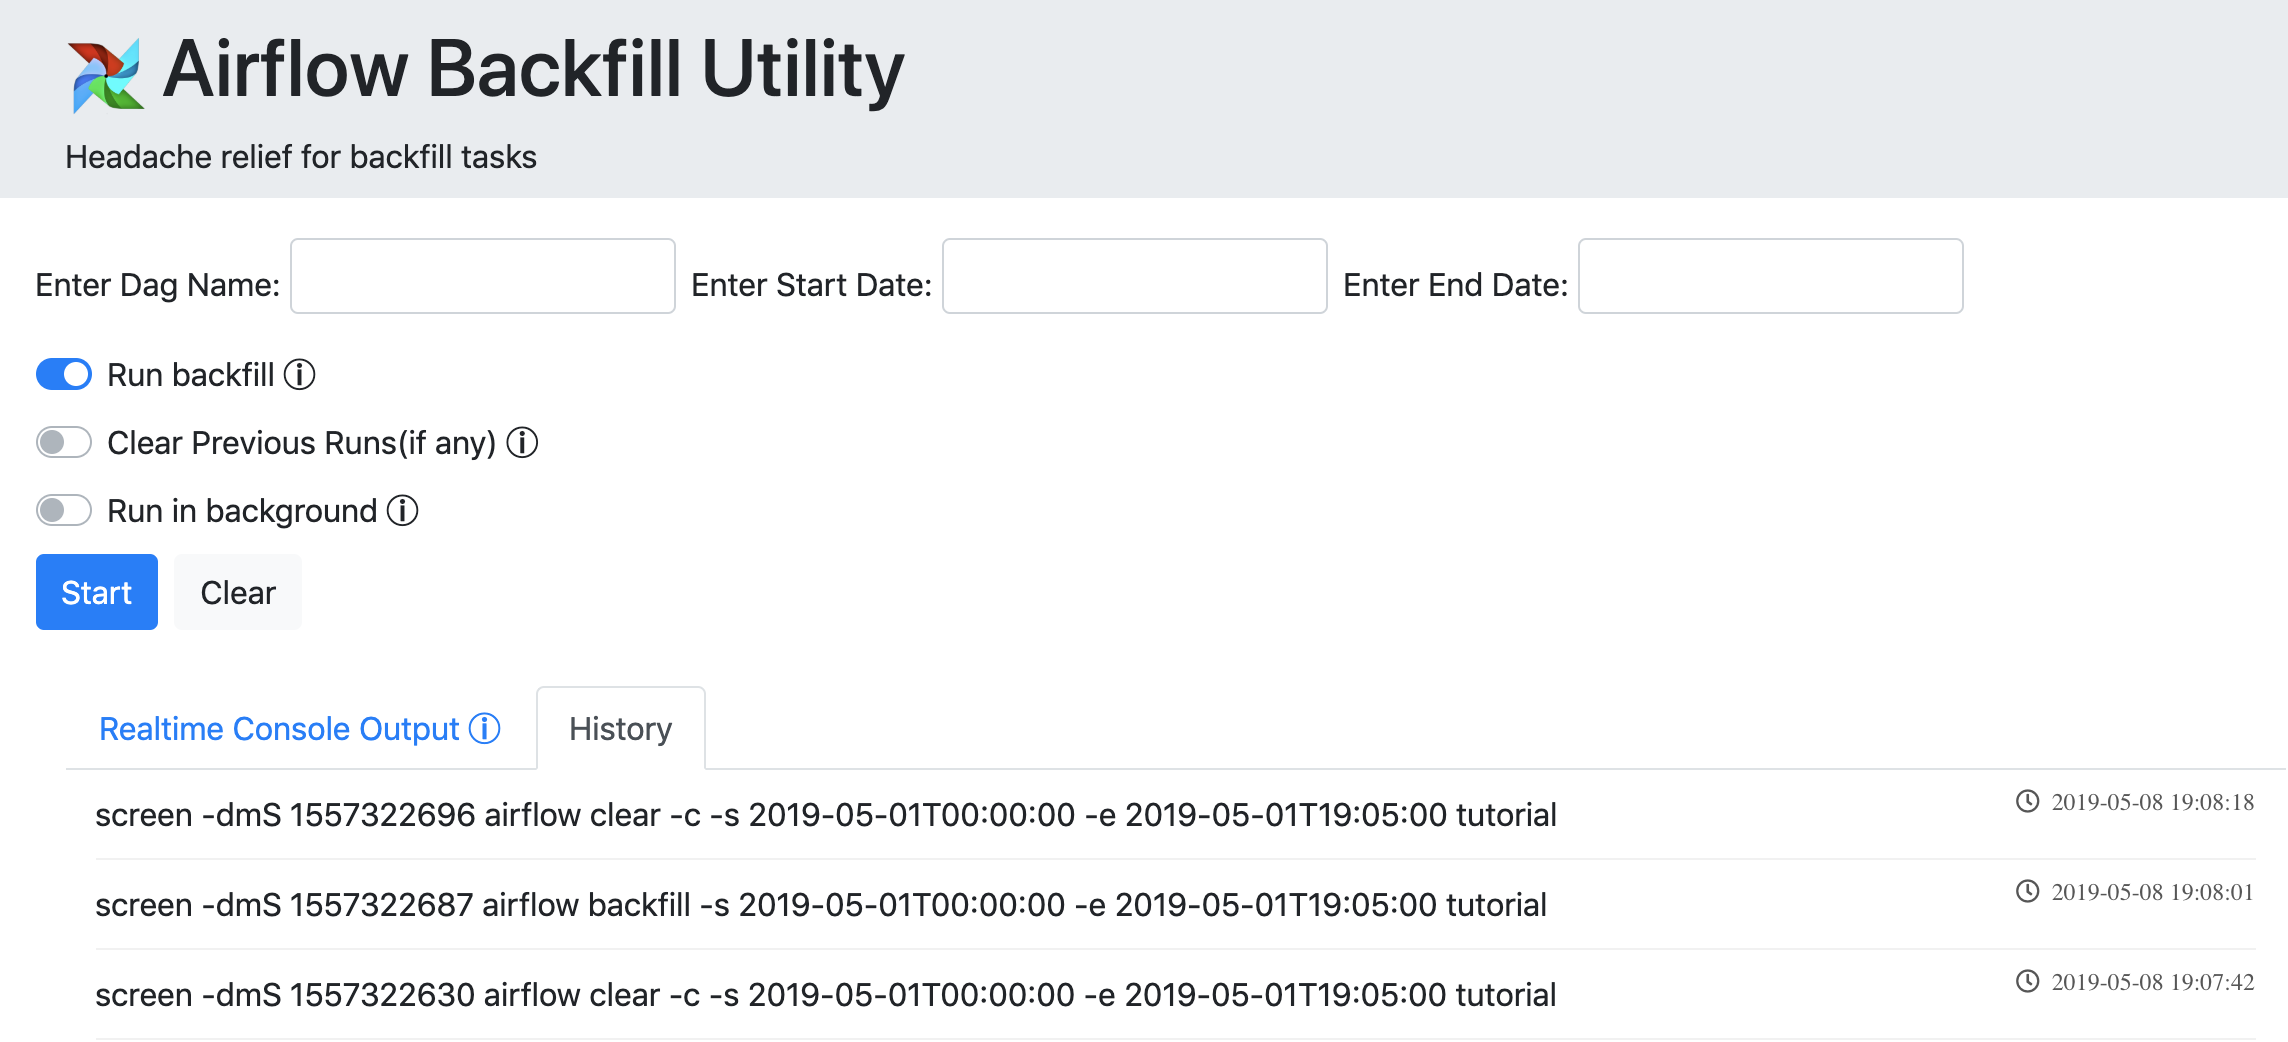 Airflow Backfill Utility
Headache relief for backfill tasks
Enter Dag Name: Enter Start Date: Enter End Date:
Run backfill
Clear Previous Runs(if any)
Run in background
Start Clear
Realtime Console Output History
screen -dmS 1557322696 airflow clear -c -s 2019-05-01T00:00:00 -e 2019-05-01T19:05:00 tutorial 2019-05-08 19:08:18
screen -dmS 1557322687 airflow backfill -s 2019-05-01T00:00:00 -e 2019-05-01T19:05:00 tutorial 2019-05-08 19:08:01
screen -dmS 1557322630 airflow clear -c -s 2019-05-01T00:00:00 -e 2019-05-01T19:05:00 tutorial 2019-05-08 19:07:42